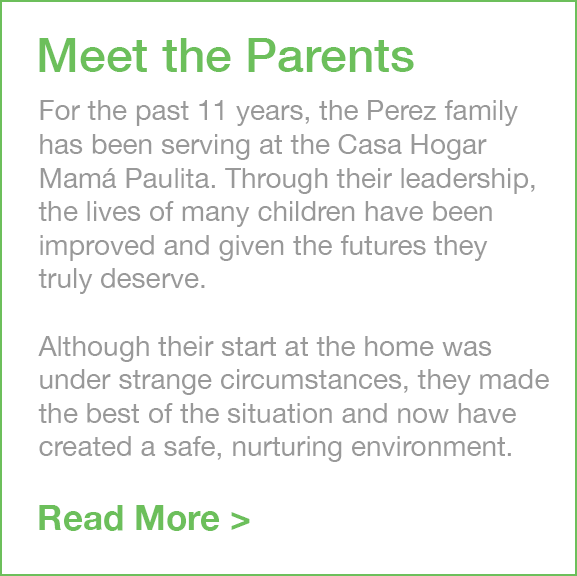 Meet the Parents
For the past 11 years, the Perez family
has been serving at the Casa Hogar
Mamá Paulita. Through their leadership,
the lives of many children have been
improved and given the futures they
truly deserve.
Although their start at the home was
under strange circumstances, they made
the best of the situation and now have
created a safe, nurturing environment.
Read More >